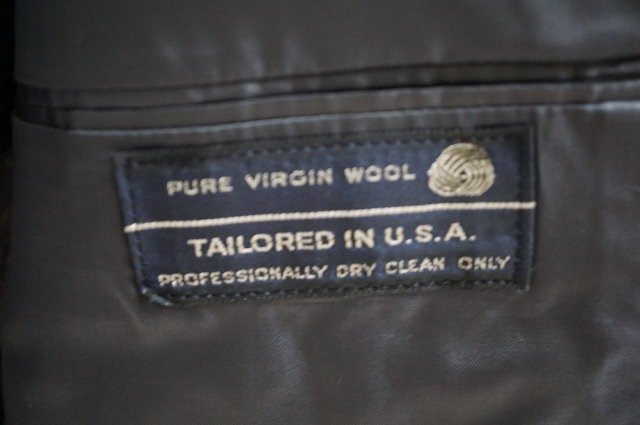 PURE VIRGIN WOOL
TAILORED IN U.S.A.
PROFESSIONALLY DRY CLEAN ONLY